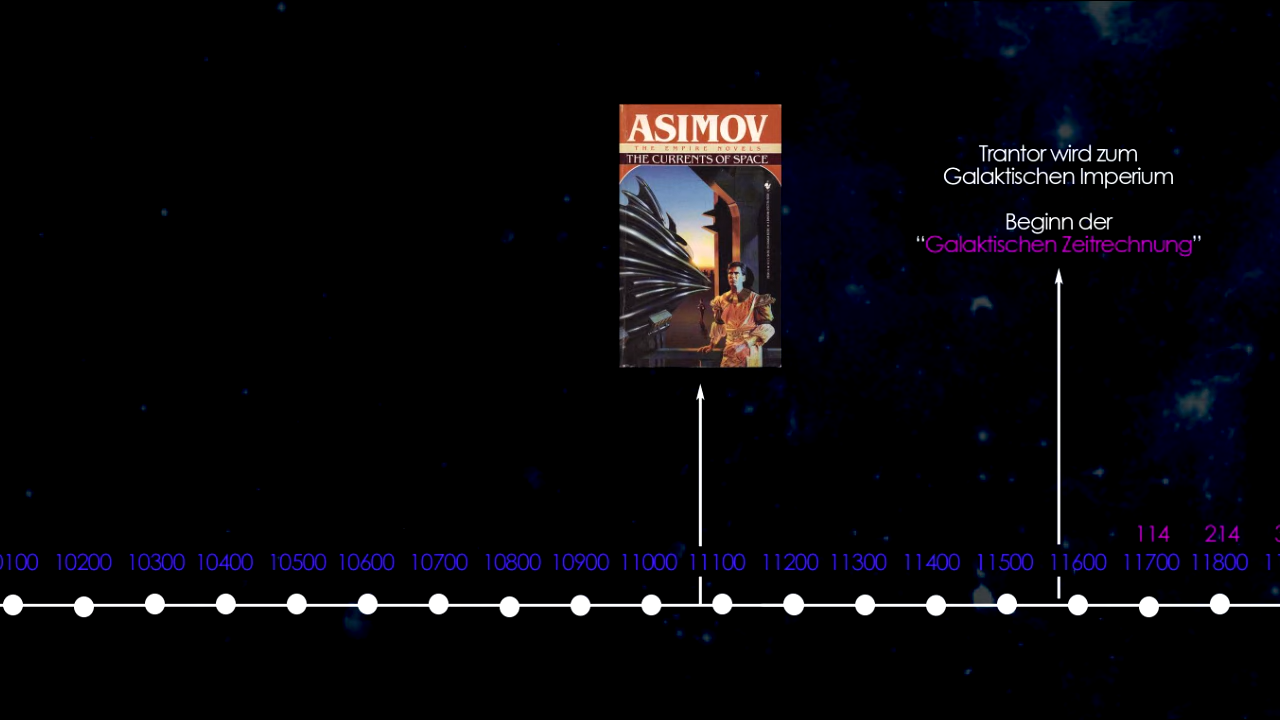 ASIMOV
THE EMPIRE NOVELS
THE CURRENTS OF SPACE
Trantor wird zum
Galaktischen Imperium
Beginn der
“Galaktischen Zeitrechnung”
114 214
10200 10300 10400 10500 10600 10700 10800 10900 11000 11100 11200 11300 11400 11500 11600 11700 11800